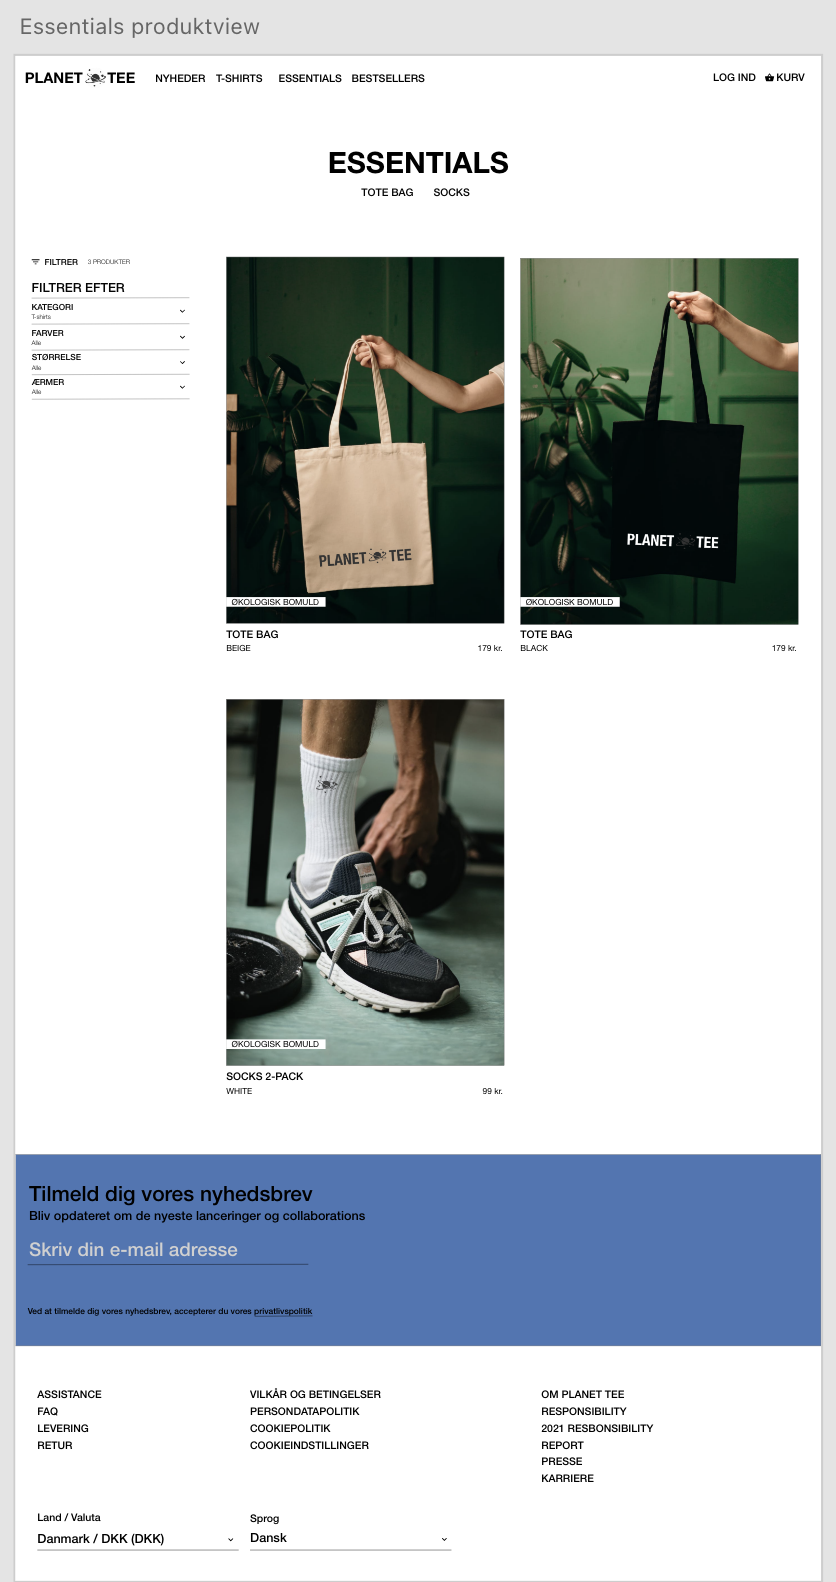 Essentials produktview
PLANET TEE
NYHEDER T-SHIRTS ESSENTIALS BESTSELLERS
LOG IND KURV
ESSENTIALS
TOTE BAG SOCKS
FILTRER 3 PRODUKTER
FILTRER EFTER
KATEGORI
T-shirts
FARVER
Alle
STØRRELSE
Alle
ÆRMER
Alle
PLANET TEE
ØKOLOGISK BOMULD
TOTE BAG
BEIGE 179 kr.
PLANET TEE
ØKOLOGISK BOMULD
TOTE BAG
BLACK 179 kr.
N
ØKOLOGISK BOMULD
SOCKS 2-PACK
WHITE 99 kr.
Tilmeld dig vores nyhedsbrev
Bliv opdateret om de nyeste lanceringer og collaborations
Skriv din e-mail adresse
Ved at tilmelde dig vores nyhedsbrev, accepterer du vores privatlivspolitik
ASSISTANCE
FAQ
LEVERING
RETUR
VILKÅR OG BETINGELSER
PERSONDATAPOLITIK
COOKIEPOLITIK
COOKIEINDSTILLINGER
OM PLANET TEE
RESPONSIBILITY
2021 RESBONSIBILITY
REPORT
PRESSE
KARRIERE
Land / Valuta
Danmark / DKK (DKK)
Sprog
Dansk